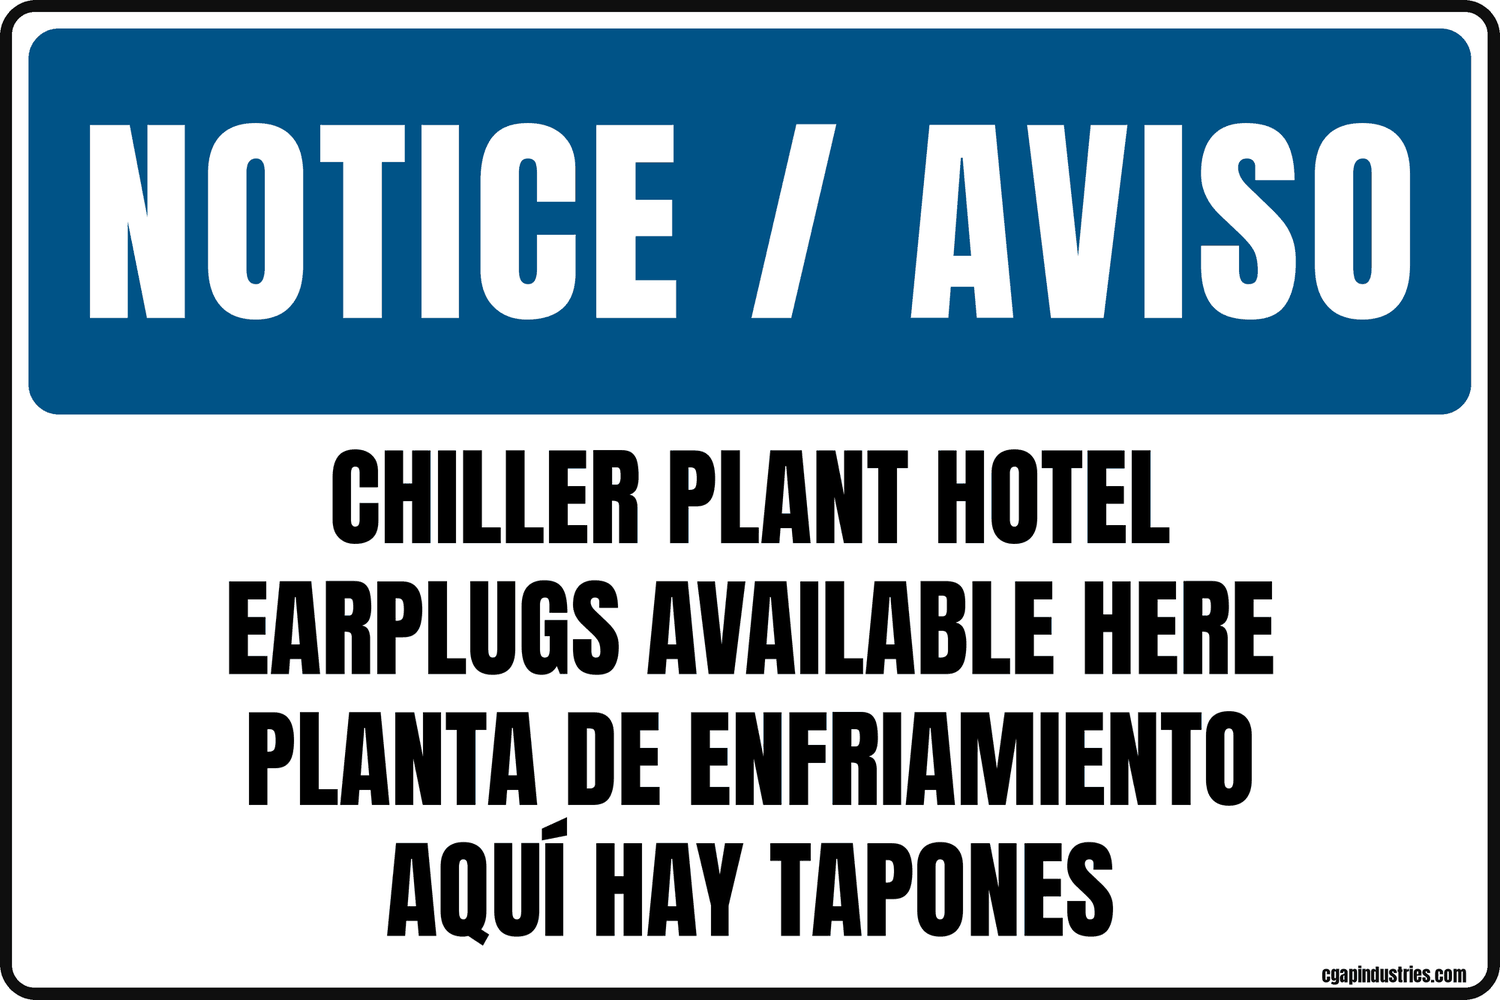 NOTICE / AVISO
CHILLER PLANT HOTEL
EARPLUGS AVAILABLE HERE
PLANTA DE ENFRIAMIENTO
AQUÍ HAY TAPONES
cgapindustries.com